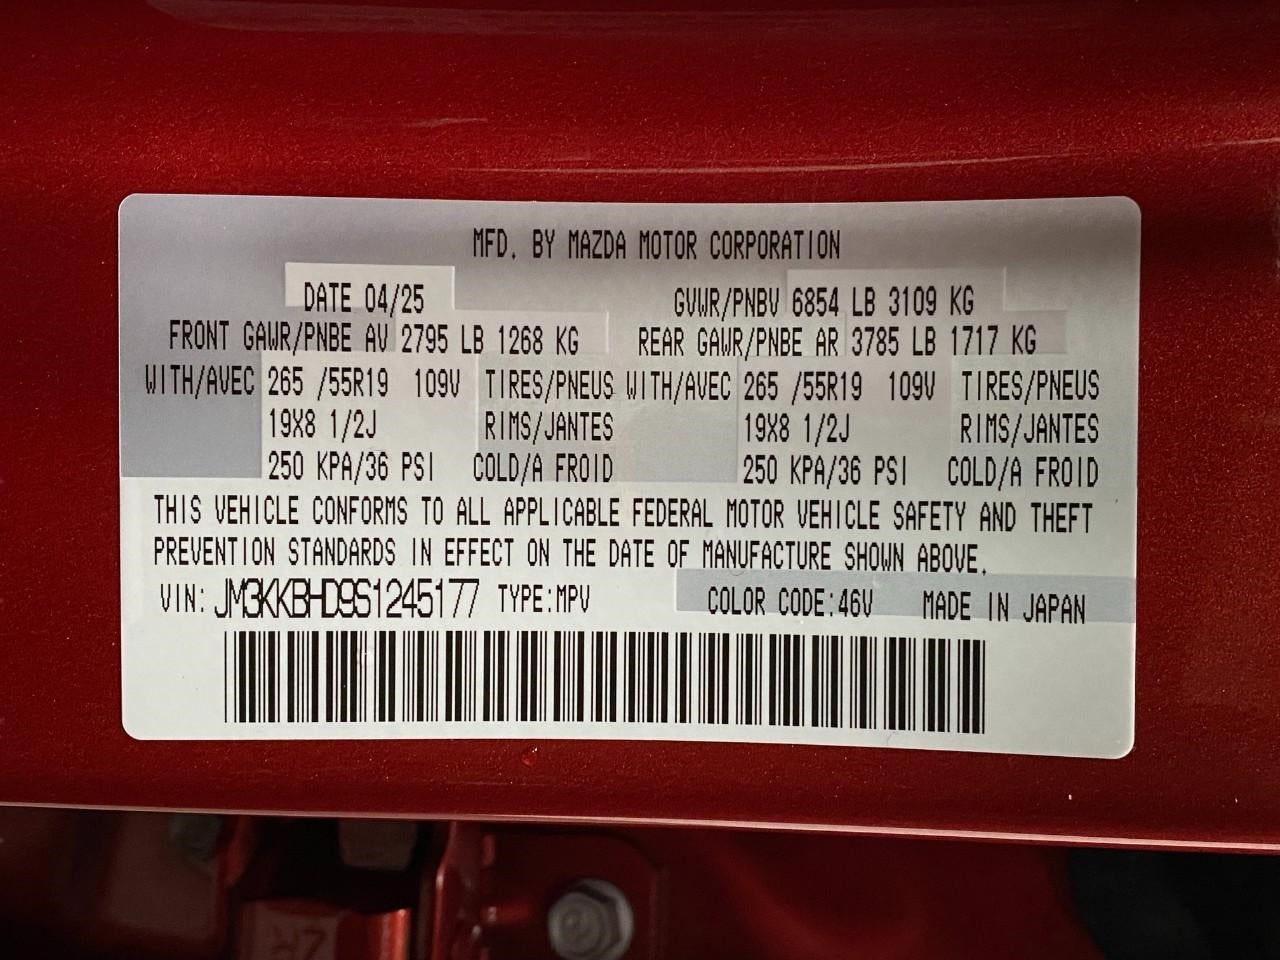 MFD. BY MAZDA MOTOR CORPORATION
DATE 04/25 GVWR/PNBV 6854 LB 3109 KG
FRONT GAWR/PNBE AV 2795 LB 1268 KG REAR GAWR/PNBE AR 3785 LB 1717 KG
WITH/AVEC 265 /55R19 109V TIRES/PNEUS WITH/AVEC 265 /55R19 109V TIRES/PNEUS
19X8 1/2J RIMS/JANTES 19X8 1/2J RIMS/JANTES
250 KPA/36 PSI COLD/A FROID 250 KPA/36 PSI COLD/A FROID
THIS VEHICLE CONFORMS TO ALL APPLICABLE FEDERAL MOTOR VEHICLE SAFETY AND THEFT
PREVENTION STANDARDS IN EFFECT ON THE DATE OF MANUFACTURE SHOWN ABOVE.
VIN: JM3KKBHD9S1245177 TYPE:MPV COLOR CODE:46V MADE IN JAPAN